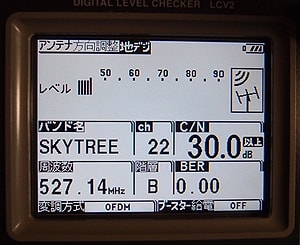 DIGITAL LEVEL CHECKER LCV2
アンテナ方向調整 地デジ
50 60 70 80 90
レベル
バンド名 ch C/N
SKYTREE 22 30.0 以上 dB
周波数 階層 BER
527.14 MHz B 0.00
変調方式 OFDM ブースター給電 OFF